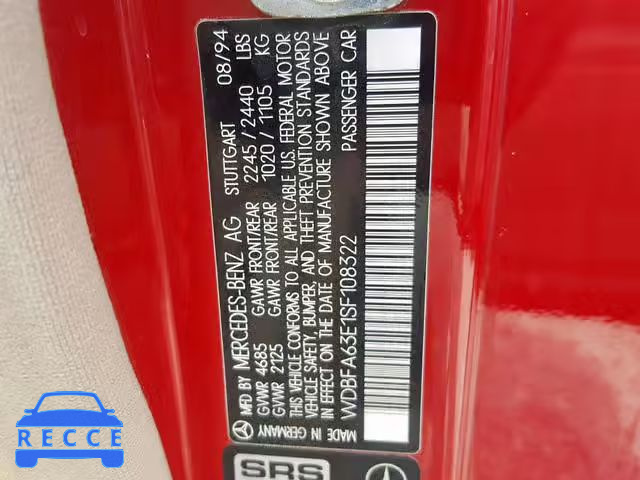 MFD. BY MERCEDES-BENZ AG STUTTGART 08/94
GVWR 4685 GAWR FRONT/REAR 2245 / 2440 LBS
GVWR 2125 GAWR FRONT/REAR 1020 / 1105 KG
THIS VEHICLE CONFORMS TO ALL APPLICABLE U.S. FEDERAL MOTOR
VEHICLE SAFETY, BUMPER, AND THEFT PREVENTION STANDARDS
IN EFFECT ON THE DATE OF MANUFACTURE SHOWN ABOVE
WDBFA63E1SF108322 PASSENGER CAR
MADE IN GERMANY
SRS
RECCE